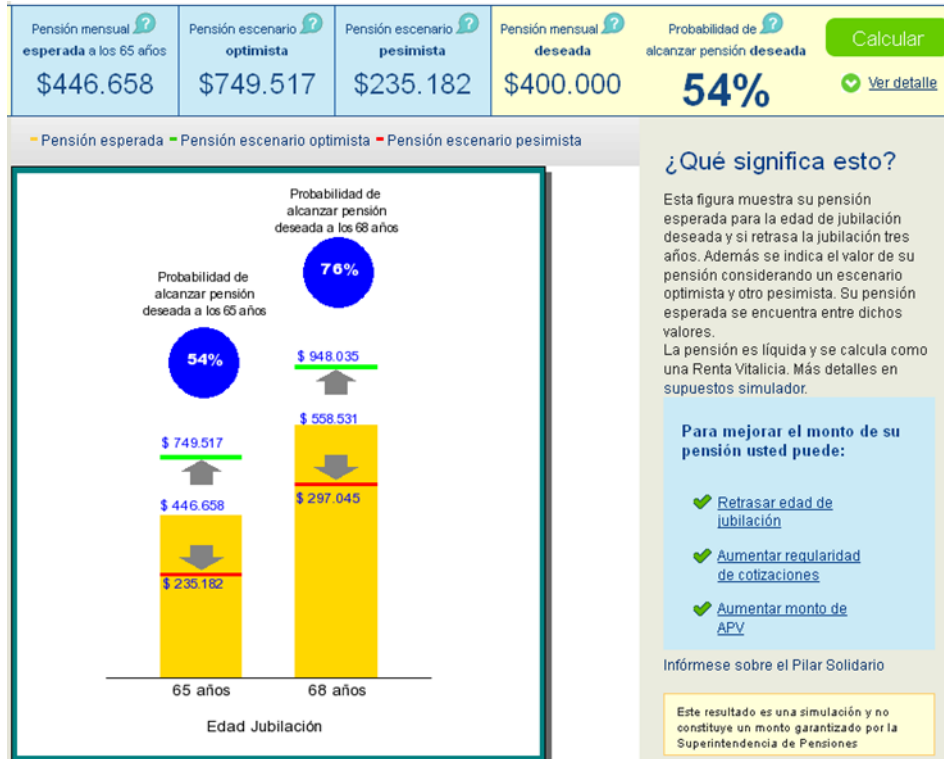 Pensión mensual ?
esperada a los 65 años
$446.658
Pensión escenario ?
optimista
$749.517
Pensión escenario ?
pesimista
$235.182
Pensión mensual ?
deseada
$400.000
Probabilidad de ?
alcanzar pensión deseada
54%
Calcular
Ver detalle
Pensión esperada Pensión escenario optimista Pensión escenario pesimista
Probabilidad de
alcanzar pensión
deseada a los 68 años
76%
Probabilidad de
alcanzar pensión
deseada a los 65 años
54%
$ 948.035
$ 558.531
$ 749.517
$ 297.045
$ 446.658
$ 235.182
65 años 68 años
Edad Jubilación
¿Qué significa esto?
Esta figura muestra su pensión
esperada para la edad de jubilación
deseada y si retrasa la jubilación tres
años. Además se indica el valor de su
pensión considerando un escenario
optimista y otro pesimista. Su pensión
esperada se encuentra entre dichos
valores.
La pensión es líquida y se calcula como
una Renta Vitalicia. Más detalles en
supuestos simulador.
Para mejorar el monto de su
pensión usted puede:
Retrasar edad de
jubilación
Aumentar regularidad
de cotizaciones
Aumentar monto de
APV
Infórmese sobre el Pilar Solidario
Este resultado es una simulación y no
constituye un monto garantizado por la
Superintendencia de Pensiones